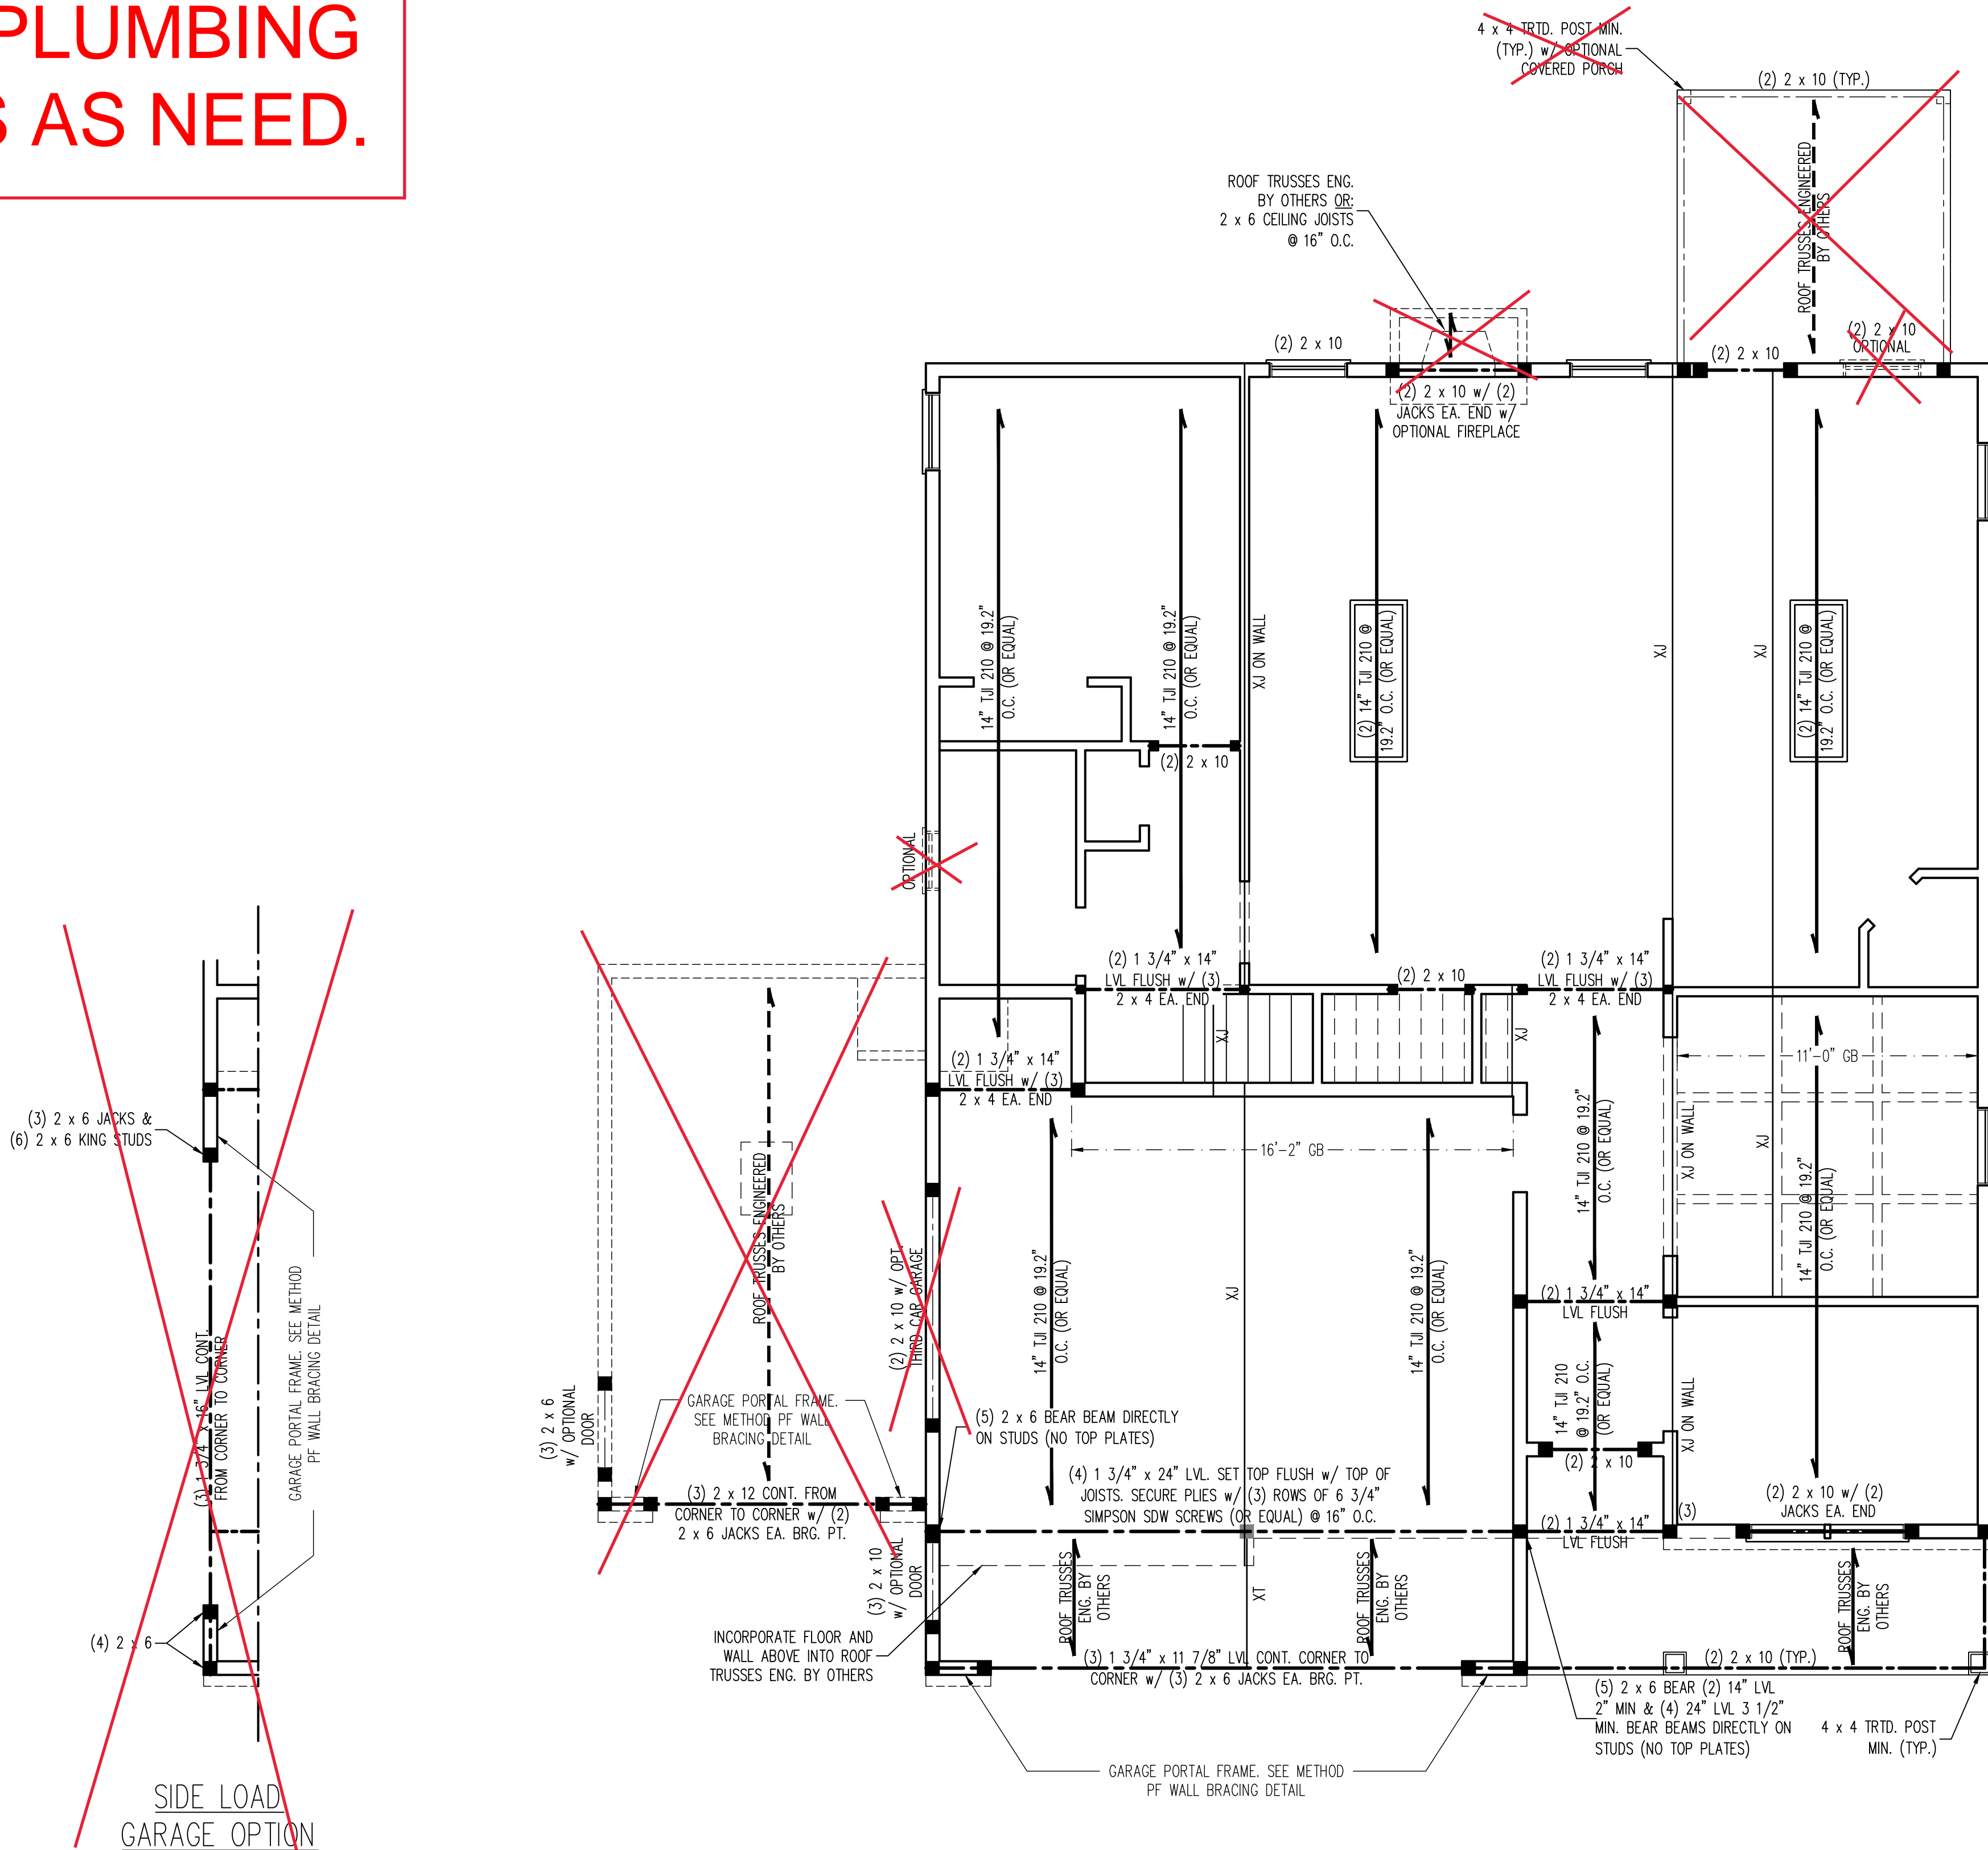 PLUMBING
S AS NEED.
4 x 4 TRTD. POST MIN.
(TYP.) w/ OPTIONAL
COVERED PORCH
(2) 2 x 10 (TYP.)
ROOF TRUSSES ENGINEERED
BY OTHERS
ROOF TRUSSES ENG.
BY OTHERS OR:
2 x 6 CEILING JOISTS
@ 16" O.C.
(2) 2 x 10
(2) 2 x 10 w/ (2)
JACKS EA. END w/
OPTIONAL FIREPLACE
(2) 2 x 10
(2) 2 x 10
OPTIONAL
14" TJI 210 @ 19.2"
O.C. (OR EQUAL)
14" TJI 210 @ 19.2"
O.C. (OR EQUAL)
XJ ON WALL
(2) 14" TJI 210 @
19.2" O.C. (OR EQUAL)
XJ
XJ
(2) 14" TJI 210 @
19.2" O.C. (OR EQUAL)
(2) 2 x 10
OPTIONAL
(2) 1 3/4" x 14"
LVL FLUSH w/ (3)
2 x 4 EA. END
(2) 2 x 10
(2) 1 3/4" x 14"
LVL FLUSH w/ (3)
2 x 4 EA. END
XJ
XJ
(2) 1 3/4" x 14"
LVL FLUSH w/ (3)
2 x 4 EA. END
11'-0" GB
16'-2" GB
14" TJI 210 @ 19.2"
O.C. (OR EQUAL)
XJ ON WALL
XJ
14" TJI 210 @ 19.2"
O.C. (OR EQUAL)
(3) 2 x 6 JACKS &
(6) 2 x 6 KING STUDS
(3) 1 3/4" x 16" LVL CONT.
FROM CORNER TO CORNER
GARAGE PORTAL FRAME. SEE METHOD
PF WALL BRACING DETAIL
(4) 2 x 6
SIDE LOAD
GARAGE OPTION
ROOF TRUSSES ENGINEERED
BY OTHERS
(2) 2 x 10 w/ OPT.
THIRD CAR GARAGE
14" TJI 210 @ 19.2"
O.C. (OR EQUAL)
XJ
14" TJI 210 @ 19.2"
O.C. (OR EQUAL)
(2) 1 3/4" x 14"
LVL FLUSH
14" TJI 210
@ 19.2" O.C.
(OR EQUAL)
XJ ON WALL
(2) 2 x 10
(3) 2 x 6
w/ OPTIONAL
DOOR
GARAGE PORTAL FRAME.
SEE METHOD PF WALL
BRACING DETAIL
(5) 2 x 6 BEAR BEAM DIRECTLY
ON STUDS (NO TOP PLATES)
(3) 2 x 12 CONT. FROM
CORNER TO CORNER w/ (2)
2 x 6 JACKS EA. BRG. PT.
(4) 1 3/4" x 24" LVL. SET TOP FLUSH w/ TOP OF
JOISTS. SECURE PLIES w/ (3) ROWS OF 6 3/4"
SIMPSON SDW SCREWS (OR EQUAL) @ 16" O.C.
(2) 2 x 10 w/ (2)
JACKS EA. END
(3)
(2) 1 3/4" x 14"
LVL FLUSH
(3) 2 x 10
w/ OPTIONAL
DOOR
ROOF TRUSSES
ENG. BY
OTHERS
XT
ROOF TRUSSES
ENG. BY
OTHERS
ROOF TRUSSES
ENG. BY
OTHERS
INCORPORATE FLOOR AND
WALL ABOVE INTO ROOF
TRUSSES ENG. BY OTHERS
(3) 1 3/4" x 11 7/8" LVL CONT. CORNER TO
CORNER w/ (3) 2 x 6 JACKS EA. BRG. PT.
(2) 2 x 10 (TYP.)
(5) 2 x 6 BEAR (2) 14" LVL
2" MIN & (4) 24" LVL 3 1/2"
MIN. BEAR BEAMS DIRECTLY ON
STUDS (NO TOP PLATES)
4 x 4 TRTD. POST
MIN. (TYP.)
GARAGE PORTAL FRAME. SEE METHOD
PF WALL BRACING DETAIL